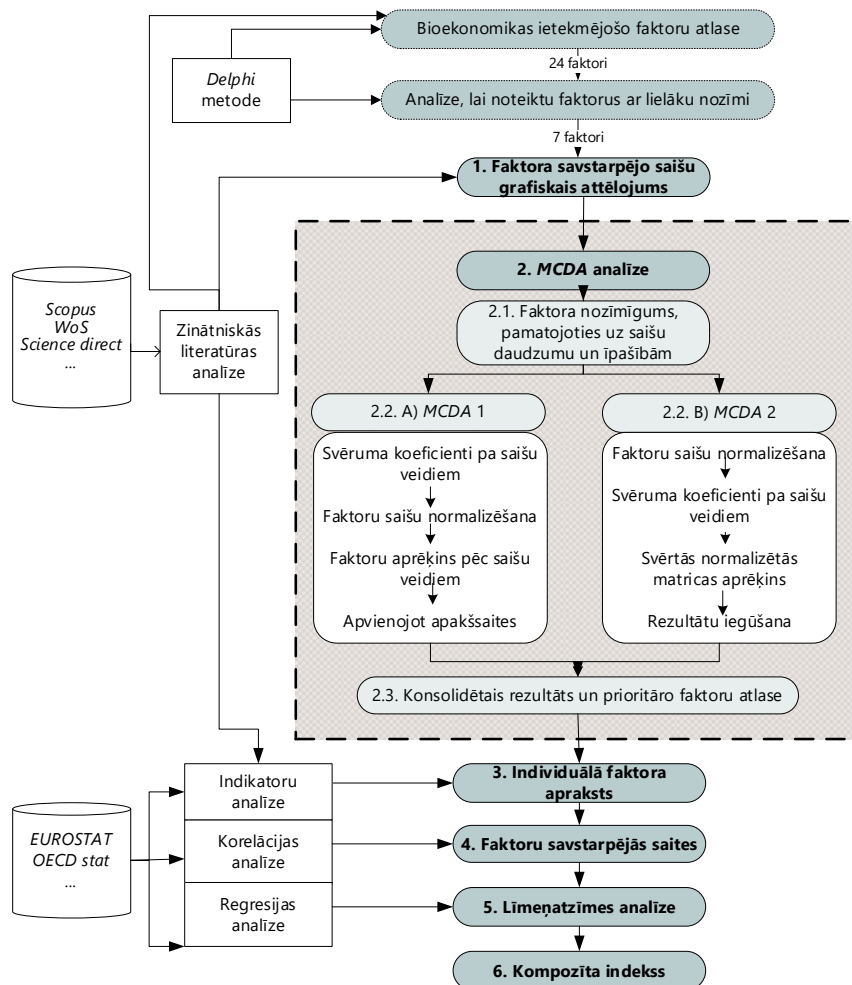 Bioekonomikas ietekmējošo faktoru atlase
24 faktori
Delphi
metode
Analīze, lai noteiktu faktorus ar lielāku nozīmi
7 faktori
1. Faktora savstarpējo saišu
grafiskais attēlojums
2. MCDA analīze
2.1. Faktora nozīmīgums,
pamatojoties uz saišu
daudzumu un īpašībām
Scopus
WoS
Science direct
...
Zinātniskās
literatūras
analīze
2.2. A) MCDA 1
Svēruma koeficienti pa saišu
veidiem
Faktoru saišu normalizēšana
Faktoru aprēķins pēc saišu
veidiem
Apvienojot apakšsaites
2.2. B) MCDA 2
Faktoru saišu normalizēšana
Svēruma koeficienti pa saišu
veidiem
Svērtās normalizētās
matricas aprēķins
Rezultātu iegūšana
2.3. Konsolidētais rezultāts un prioritāro faktoru atlase
EUROSTAT
OECD stat
...
Indikatoru
analīze
3. Individuālā faktora
apraksts
Korelācijas
analīze
4. Faktoru savstarpējās saites
Regresijas
analīze
5. Līmeņatzīmes analīze
6. Kompozīta indekss